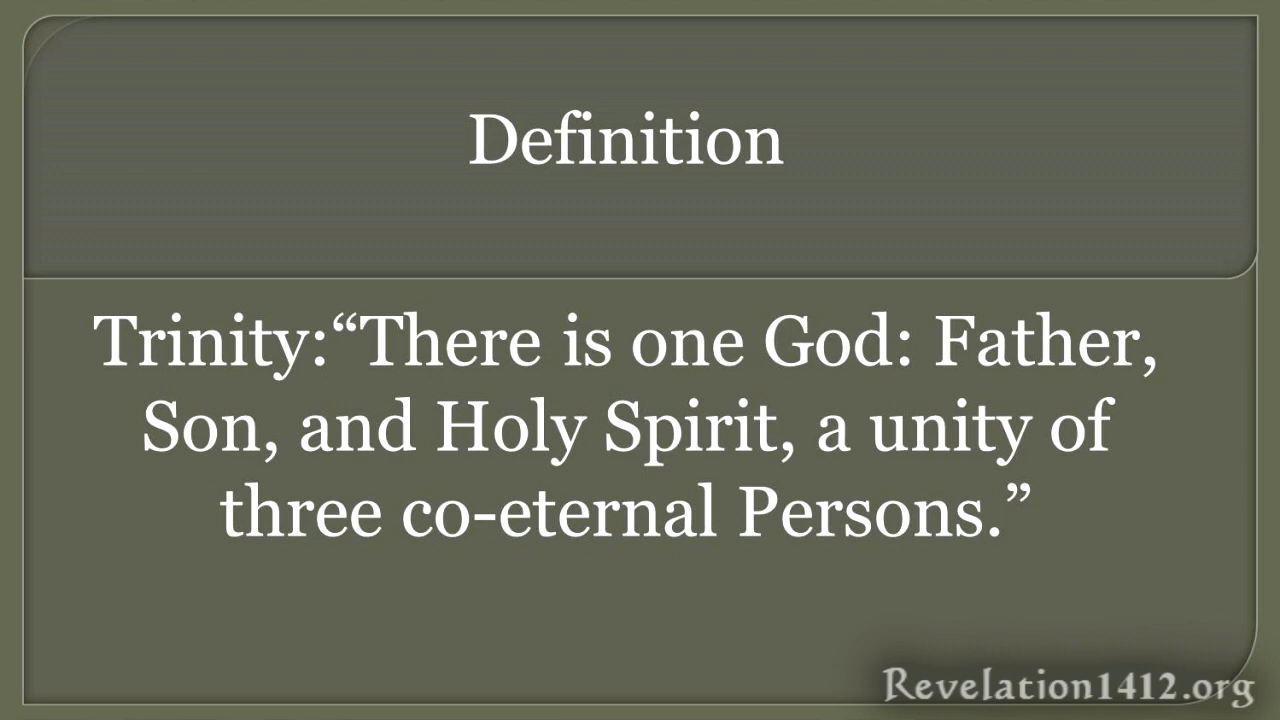 Definition
Trinity:“There is one God: Father,
Son, and Holy Spirit, a unity of
three co-eternal Persons.”
Revelation1412.org